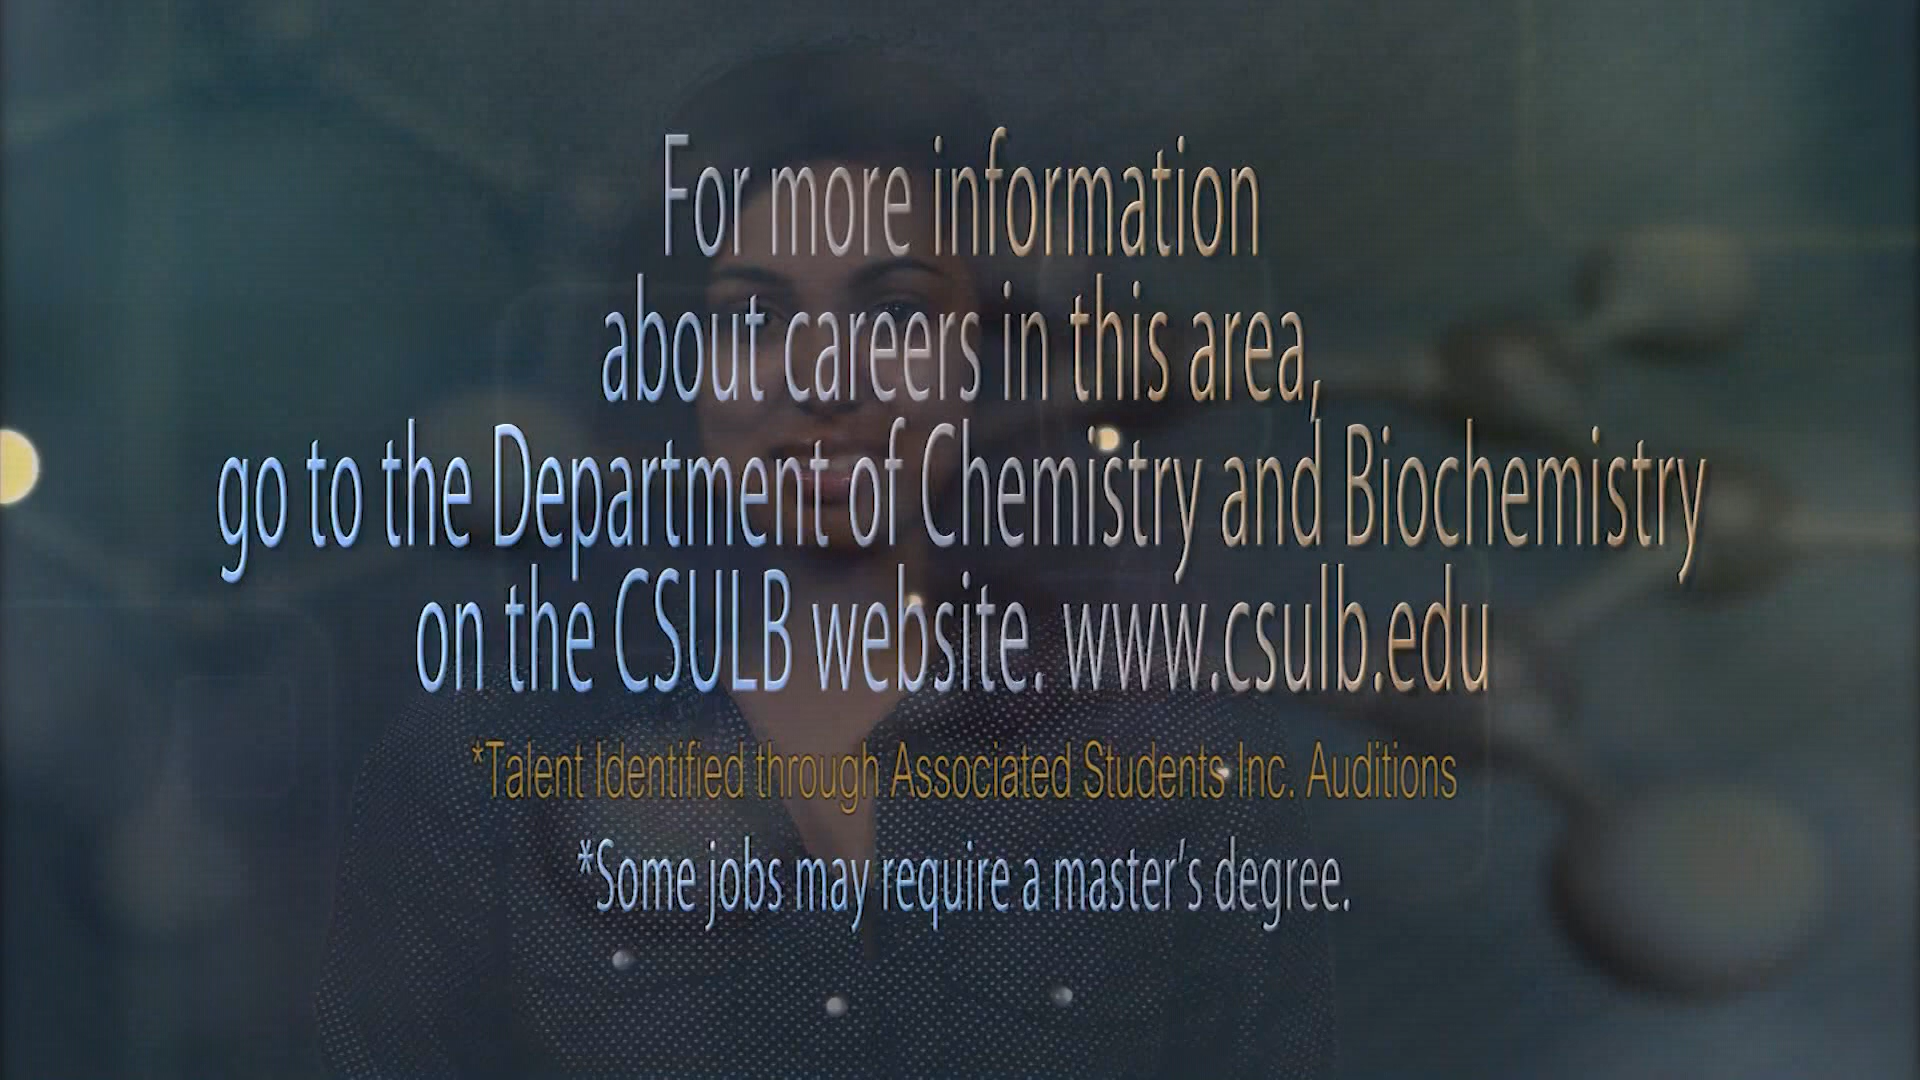 For more information
about careers in this area,
go to the Department of Chemistry and Biochemistry
on the CSULB website. www.csulb.edu
*Talent Identified through Associated Students Inc. Auditions
*Some jobs may require a master's degree.